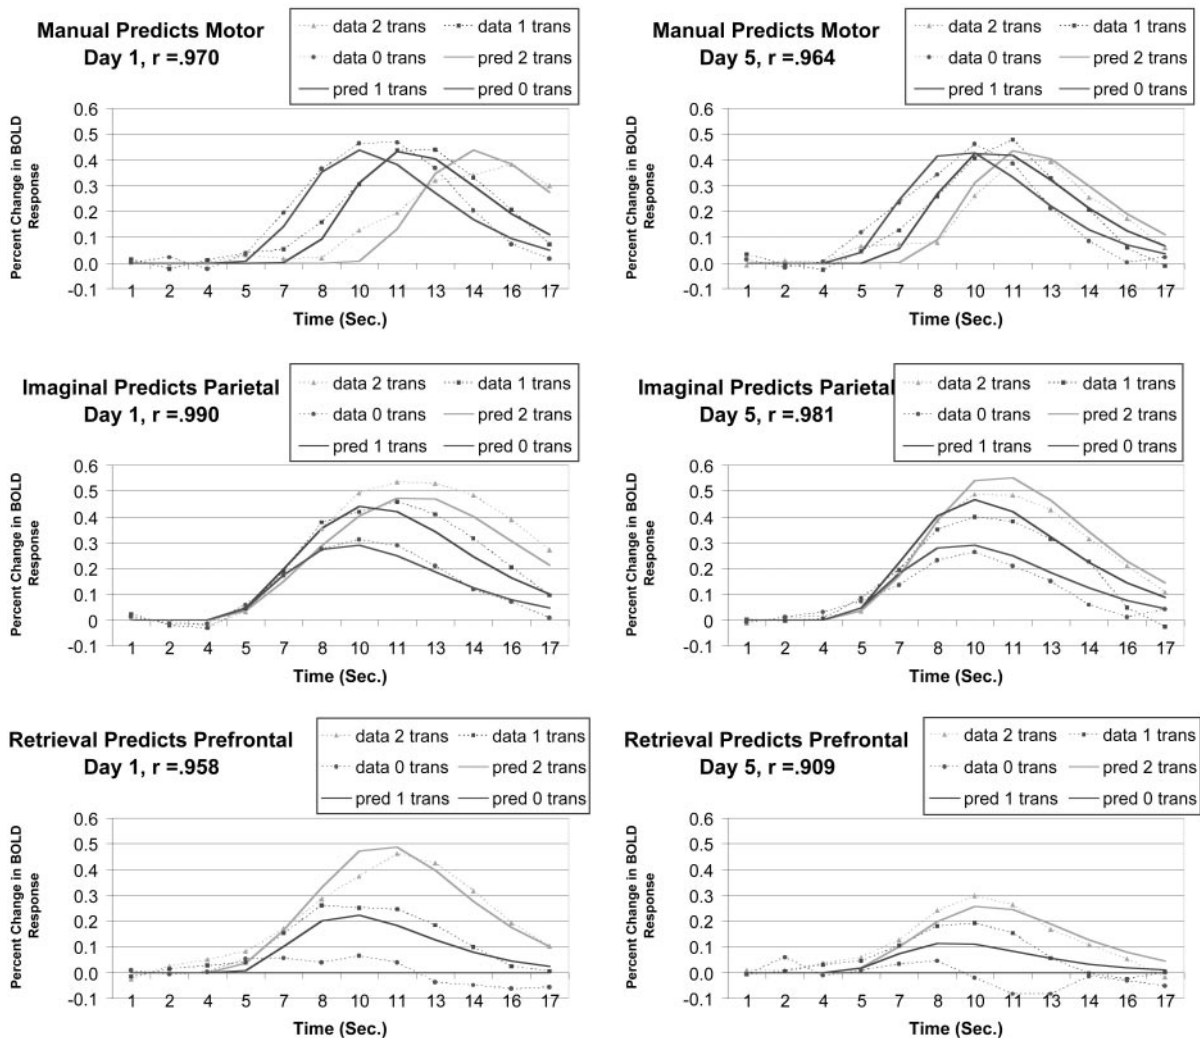 Manual Predicts Motor
Day 1, r =.970
data 2 trans
data 1 trans
data 0 trans
pred 2 trans
pred 1 trans
pred 0 trans
Percent Change in BOLD
Response
0.6
0.5
0.4
0.3
0.2
0.1
0.0
-0.1
1 2 4 5 7 8 10 11 13 14 16 17
Time (Sec.)
Manual Predicts Motor
Day 5, r =.964
data 2 trans
data 1 trans
data 0 trans
pred 2 trans
pred 1 trans
pred 0 trans
Percent Change in BOLD
Response
0.6
0.5
0.4
0.3
0.2
0.1
0.0
-0.1
1 2 4 5 7 8 10 11 13 14 16 17
Time (Sec.)
Imaginal Predicts Parietal
Day 1, r =.990
data 2 trans
data 1 trans
data 0 trans
pred 2 trans
pred 1 trans
pred 0 trans
Percent Change in BOLD
Response
0.6
0.5
0.4
0.3
0.2
0.1
0
-0.1
1 2 4 5 7 8 10 11 13 14 16 17
Time (Sec.)
Imaginal Predicts Parietal
Day 5, r =.981
data 2 trans
data 1 trans
data 0 trans
pred 2 trans
pred 1 trans
pred 0 trans
Percent Change in BOLD
Response
0.6
0.5
0.4
0.3
0.2
0.1
0
-0.1
1 2 4 5 7 8 10 11 13 14 16 17
Time (Sec.)
Retrieval Predicts Prefrontal
Day 1, r =.958
data 2 trans
data 1 trans
data 0 trans
pred 2 trans
pred 1 trans
pred 0 trans
Percent Change in BOLD
Response
0.6
0.5
0.4
0.3
0.2
0.1
0.0
-0.1
1 2 4 5 7 8 10 11 13 14 16 17
Time (Sec.)
Retrieval Predicts Prefrontal
Day 5, r =.909
data 2 trans
data 1 trans
data 0 trans
pred 2 trans
pred 1 trans
pred 0 trans
Percent Change in BOLD
Response
0.6
0.5
0.4
0.3
0.2
0.1
0.0
-0.1
1 2 4 5 7 8 10 11 13 14 16 17
Time (Sec.)